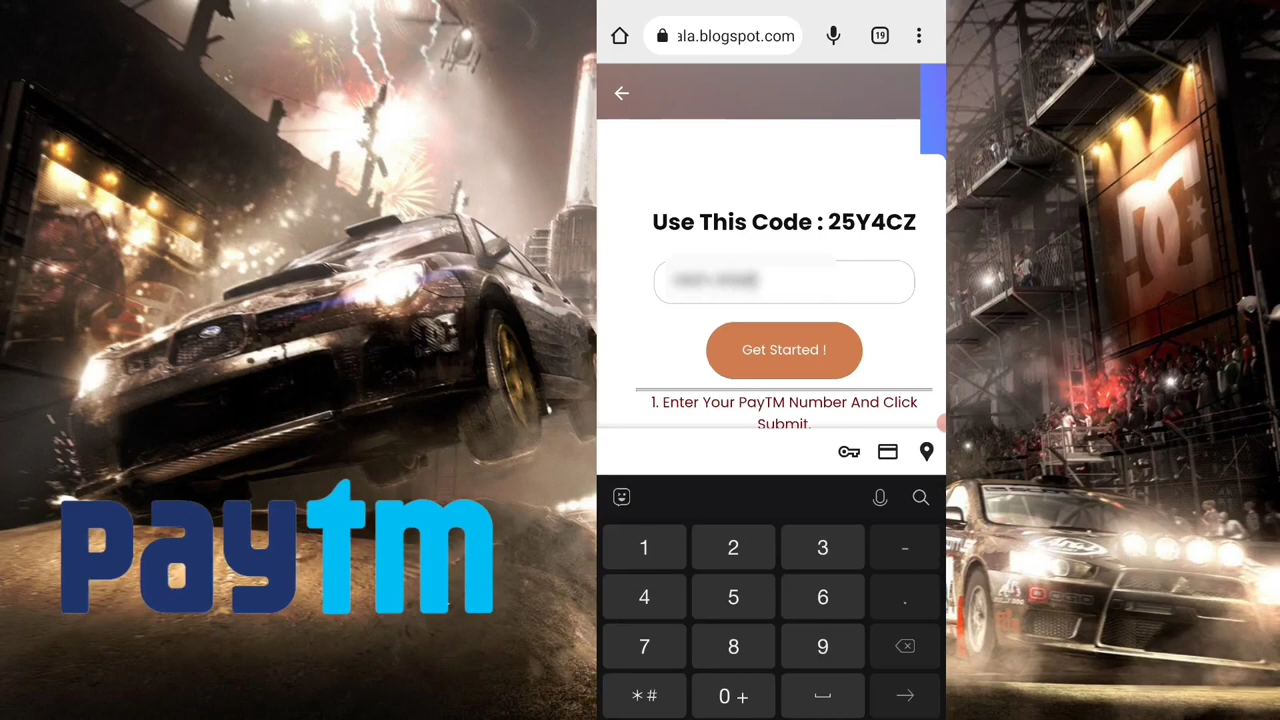 ala.blogspot.com
19
Use This Code : 25Y4CZ
Get Started !
1. Enter Your PayTM Number And Click
Submit.
paytm
1 2 3 -
4 5 6 .
7 8 9
*# 0 +
DC